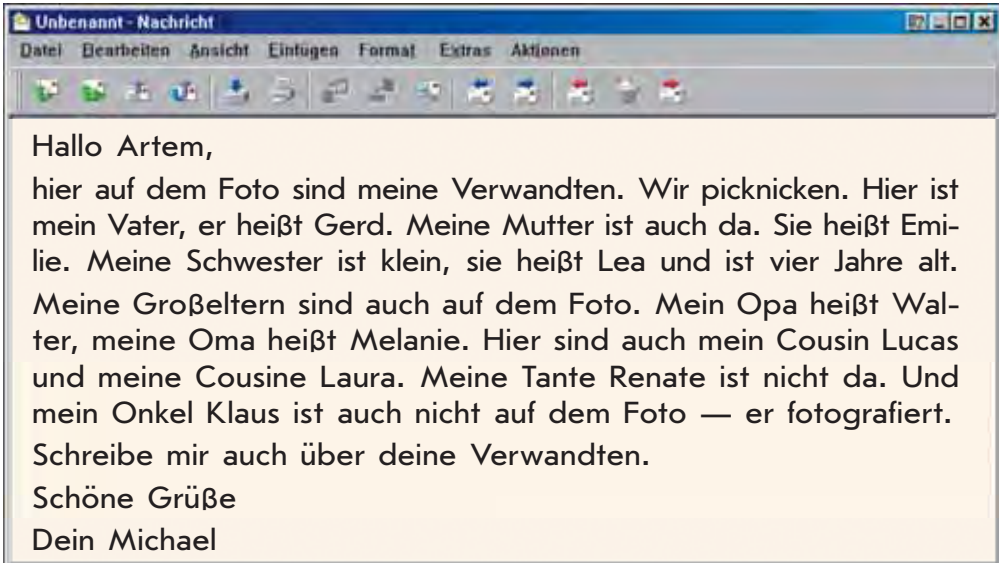 Unbenannt - Nachricht
Datei Bearbeiten Ansicht Einfügen Format Extras Aktionen
Hallo Artem,
hier auf dem Foto sind meine Verwandten. Wir picknicken. Hier ist
mein Vater, er heißt Gerd. Meine Mutter ist auch da. Sie heißt Emi-
lie. Meine Schwester ist klein, sie heißt Lea und ist vier Jahre alt.
Meine Großeltern sind auch auf dem Foto. Mein Opa heißt Wal-
ter, meine Oma heißt Melanie. Hier sind auch mein Cousin Lucas
und meine Cousine Laura. Meine Tante Renate ist nicht da. Und
mein Onkel Klaus ist auch nicht auf dem Foto — er fotografiert.
Schreibe mir auch über deine Verwandten.
Schöne Grüße
Dein Michael